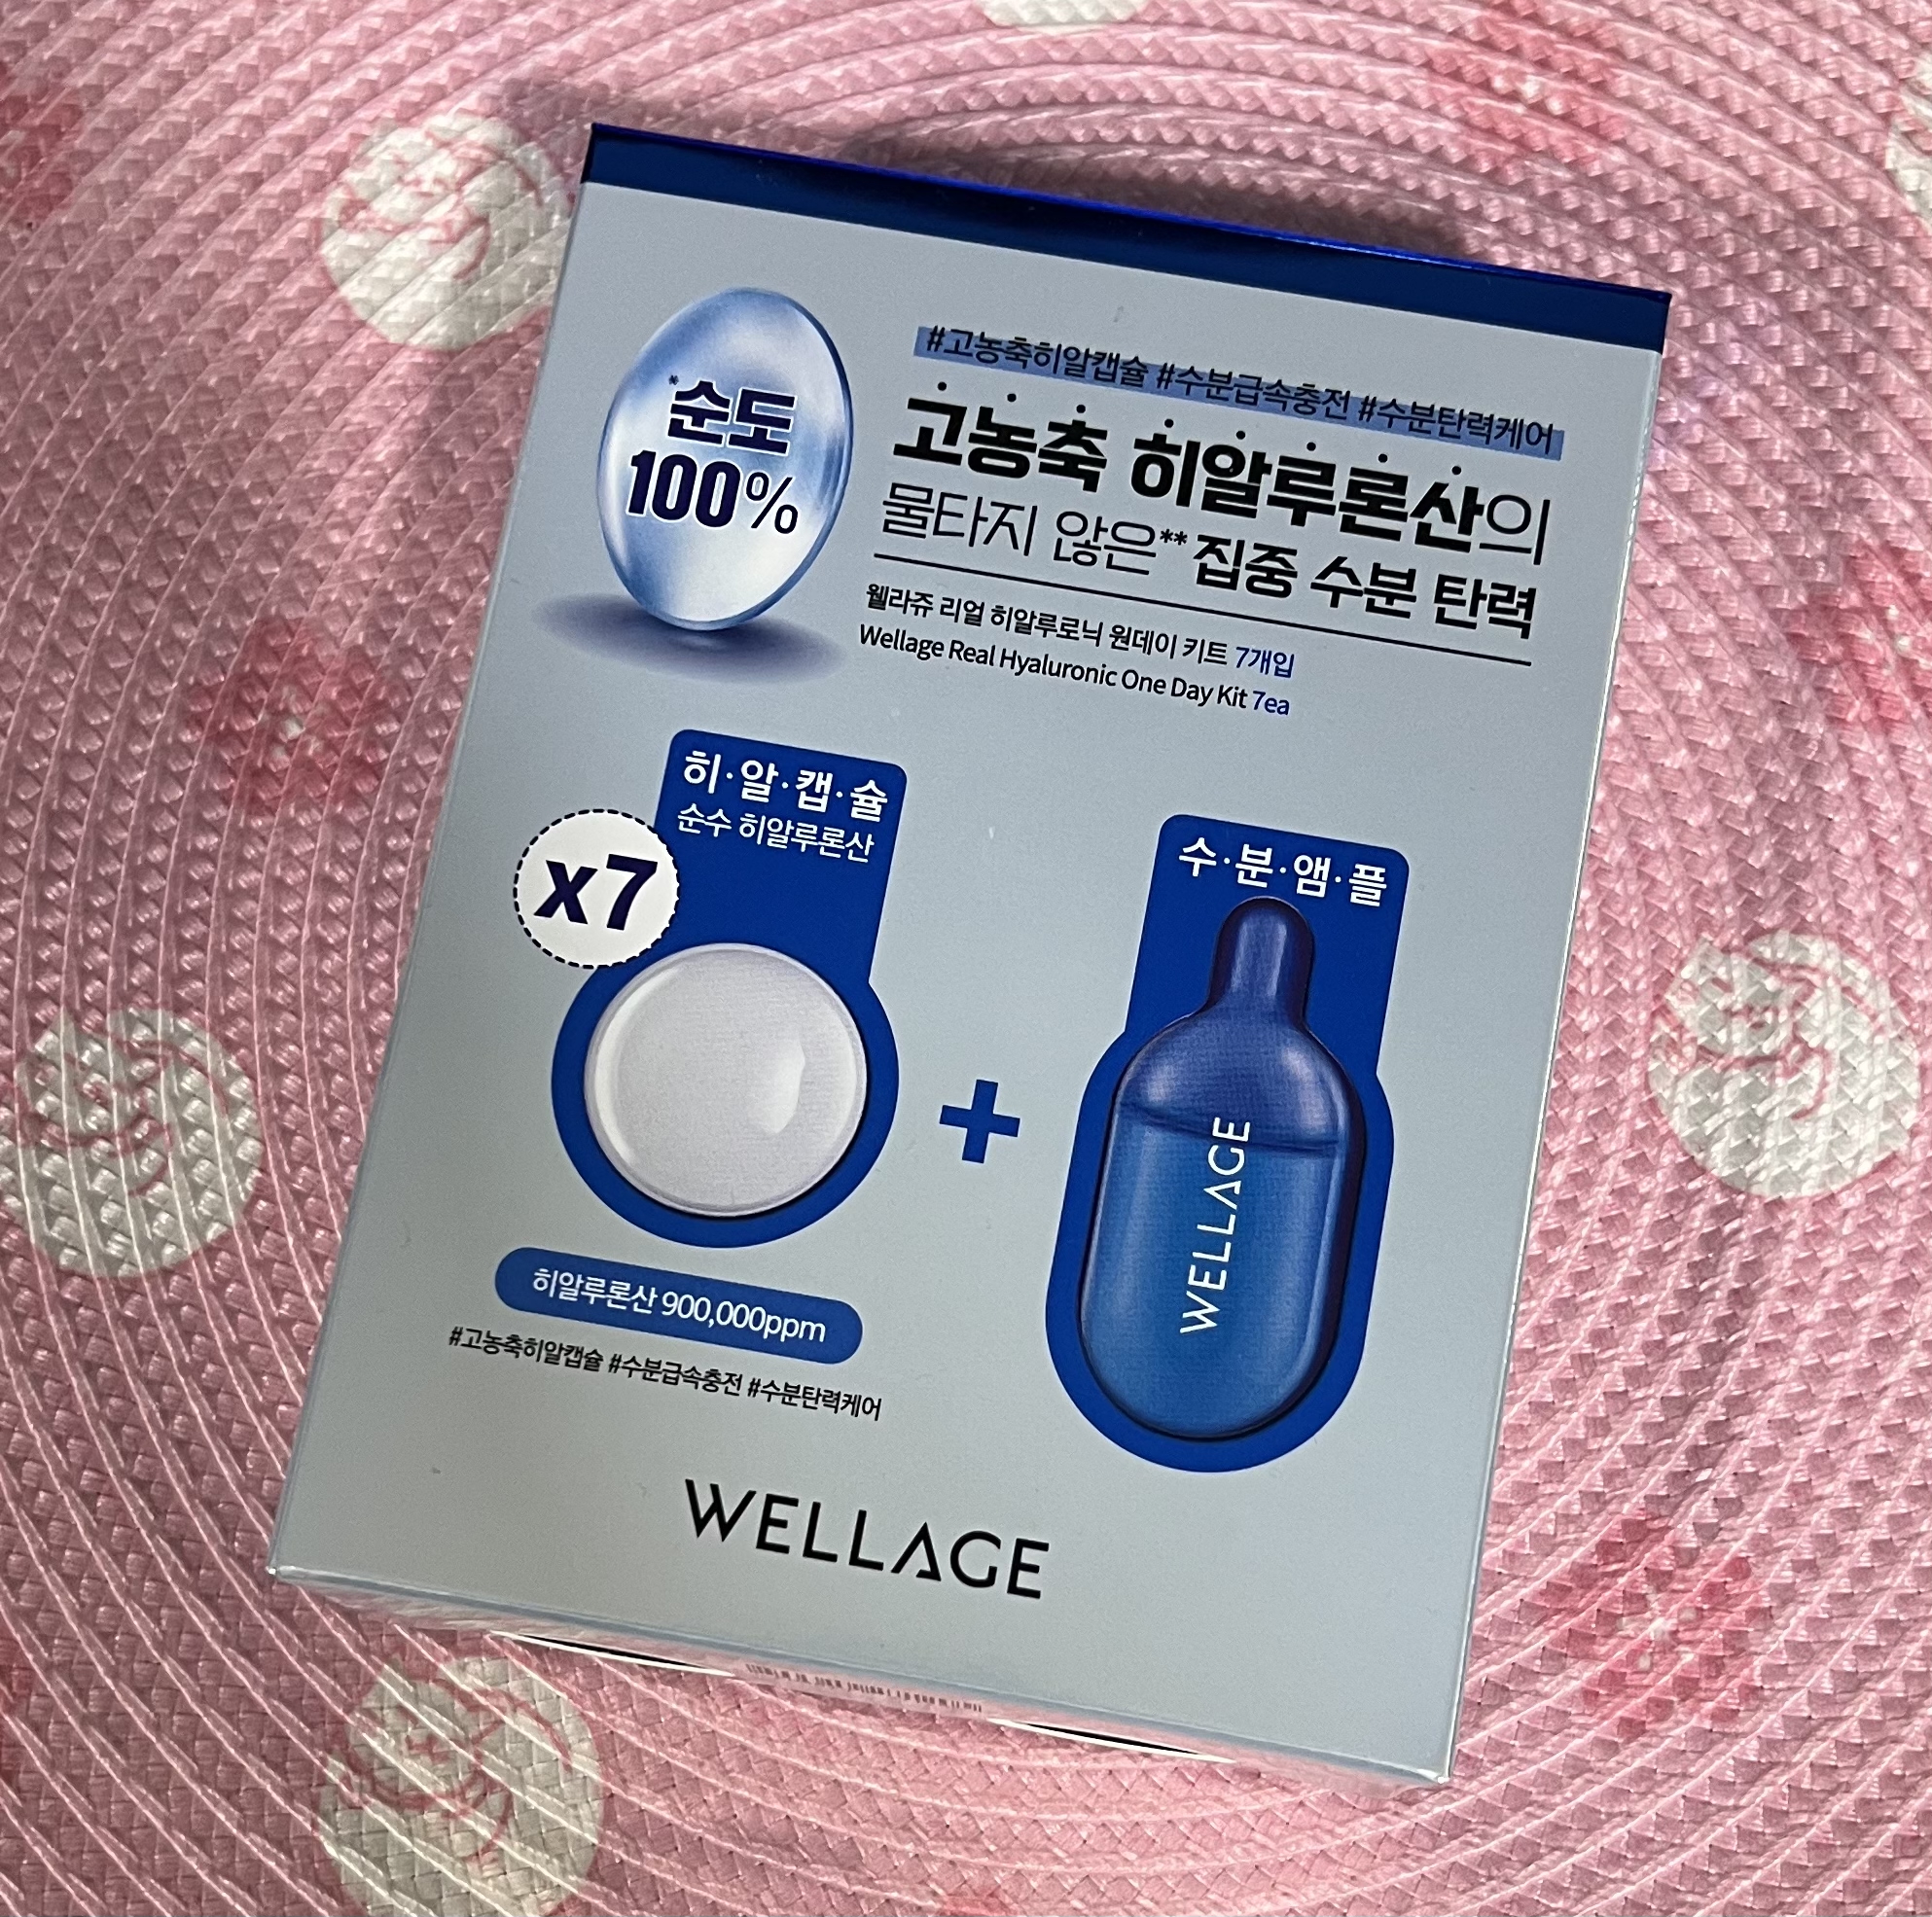 #고농축히알캡슐 #수분급속충전 #수분탄력케어
*순도
100%
고농축 히알루론산의
물타지 않은** 집중 수분 탄력
웰라쥬 리얼 히알루로닉 원데이 키트 7개입
Wellage Real Hyaluronic One Day Kit 7ea
히·알·캡·슐
순수 히알루론산
x7
수·분·앰·플
+
WELLAGE
히알루론산 900,000ppm
#고농축히알캡슐 #수분급속충전 #수분탄력케어
WELLAGE